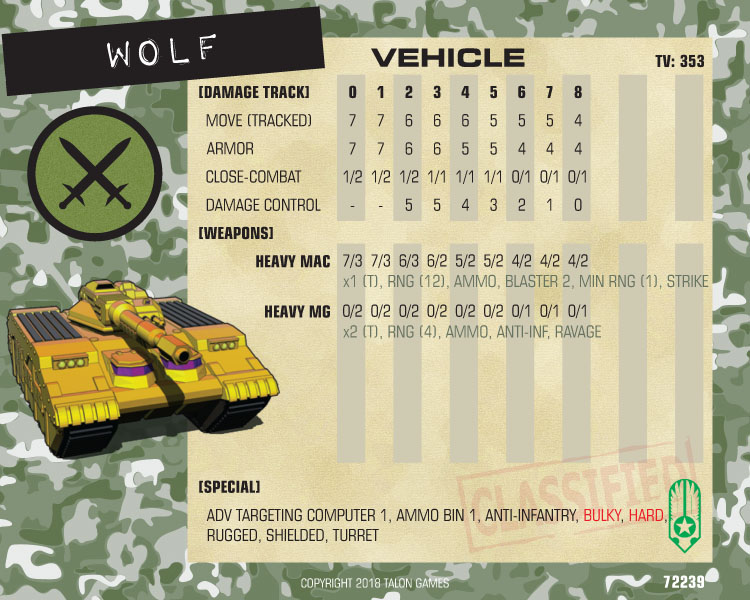 WOLF
VEHICLE TV: 353
[DAMAGE TRACK] 0 1 2 3 4 5 6 7 8
MOVE (TRACKED) 7 7 6 6 6 5 5 5 4
ARMOR 7 7 6 6 5 5 4 4 4
CLOSE-COMBAT 1/2 1/2 1/2 1/1 1/1 1/1 0/1 0/1 0/1
DAMAGE CONTROL - - 5 5 4 3 2 1 0
[WEAPONS]
HEAVY MAC 7/3 7/3 6/3 6/2 5/2 5/2 4/2 4/2 4/2
x1 (T), RNG (12), AMMO, BLASTER 2, MIN RNG (1), STRIKE
HEAVY MG 0/2 0/2 0/2 0/2 0/2 0/2 0/1 0/1 0/1
x2 (T), RNG (4), AMMO, ANTI-INF, RAVAGE
[SPECIAL]
CLASSIFIED
ADV TARGETING COMPUTER 1, AMMO BIN 1, ANTI-INFANTRY, BULKY, HARD,
RUGGED, SHIELDED, TURRET
COPYRIGHT 2018 TALON GAMES
72239